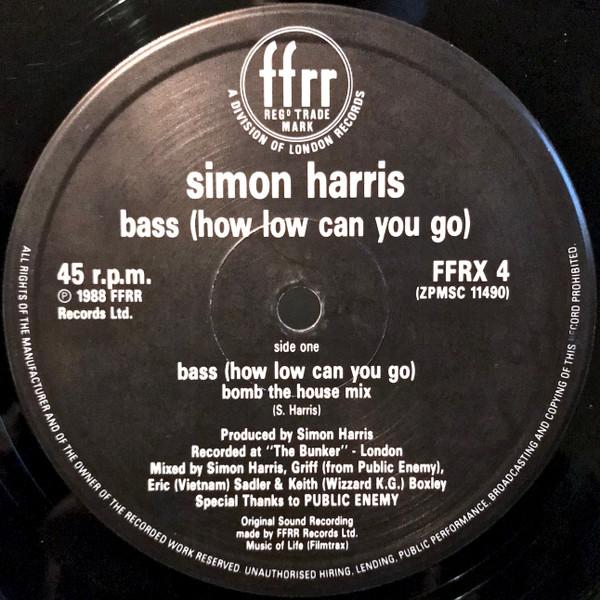 ffrr
REGD TRADE
MARK
A DIVISION OF LONDON RECORDS
simon harris
bass (how low can you go)
45 r.p.m.
℗ 1988 FFRR
Records Ltd.
FFRX 4
(ZPMSC 11490)
side one
bass (how low can you go)
bomb the house mix
(S. Harris)
Produced by Simon Harris
Recorded at "The Bunker" - London
Mixed by Simon Harris, Griff (from Public Enemy),
Eric (Vietnam) Sadler & Keith (Wizzard K.G.) Boxley
Special Thanks to PUBLIC ENEMY
Original Sound Recording
made by FFRR Records Ltd.
Music of Life (Filmtrax)
ALL RIGHTS OF THE MANUFACTURER AND OF THE OWNER OF THE RECORDED WORK RESERVED. UNAUTHORISED HIRING, LENDING, PUBLIC PERFORMANCE, BROADCASTING AND COPYING OF THIS RECORD PROHIBITED.